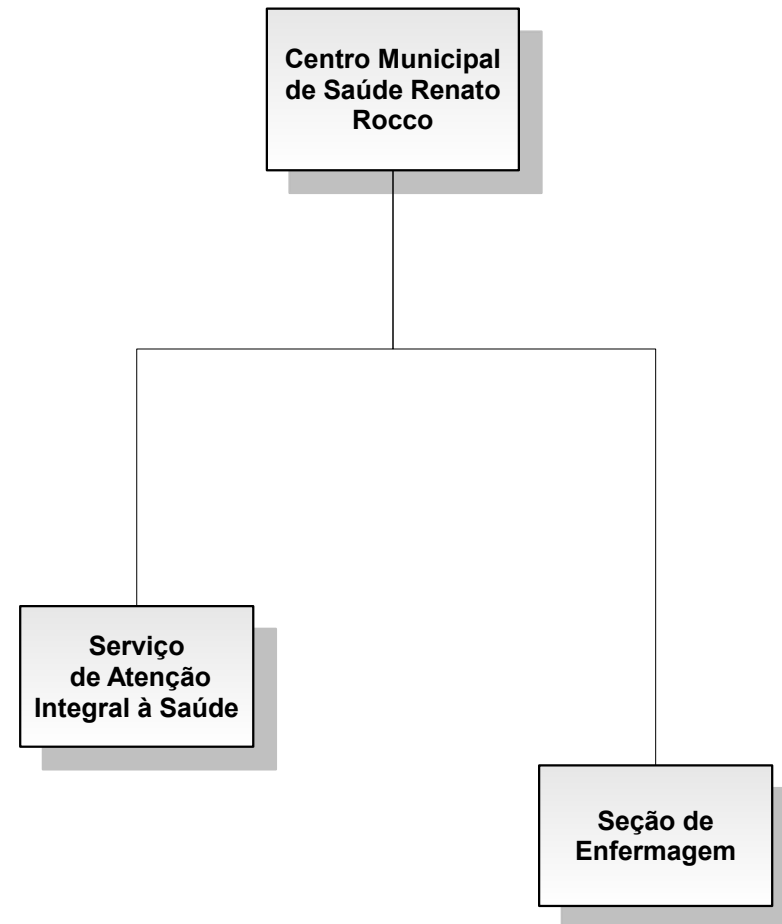 Centro Municipal
de Saúde Renato
Rocco
Serviço
de Atenção
Integral à Saúde
Seção de
Enfermagem